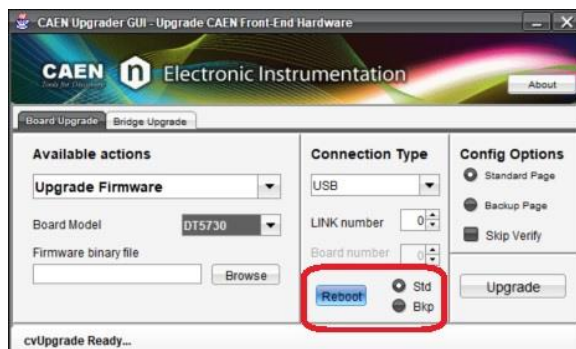 CAEN Upgrader GUI - Upgrade CAEN Front-End Hardware
CAEN n Electronic Instrumentation
Tools for Discovery
About
Board Upgrade
Bridge Upgrade
Available actions
Upgrade Firmware
Board Model
DT5730
Firmware binary file
Browse
Connection Type
USB
LINK number
0
Board number
0
Reboot
Std
Bkp
Config Options
Standard Page
Backup Page
Skip Verify
Upgrade
cvUpgrade Ready...